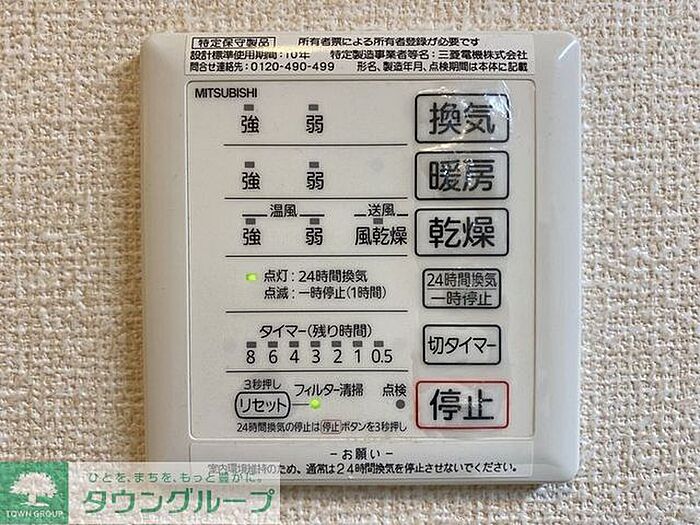 特定保守製品 所有者票による所有者登録が必要です
設計標準使用期間:10年 特定製造事業者等名:三菱電機株式会社
問合せ連絡先:0120-490-499 形名、製造年月、点検期間は本体に記載
MITSUBISHI
強 弱 換気
強 弱 暖房
温風 送風
強 弱 風乾燥 乾燥
点灯:24時間換気
点滅:一時停止(1時間)
24時間換気
一時停止
タイマー(残り時間)
8 6 4 3 2 1 0.5
切タイマー
3秒押し
リセット フィルター清掃 点検
停止
24時間換気の停止は停止ボタンを3秒押し
-お願い-
室内環境維持のため、通常は24時間換気を停止させないでください。
ひとを、まちを、もっと豊かに。
タウングループ
TOWN GROUP